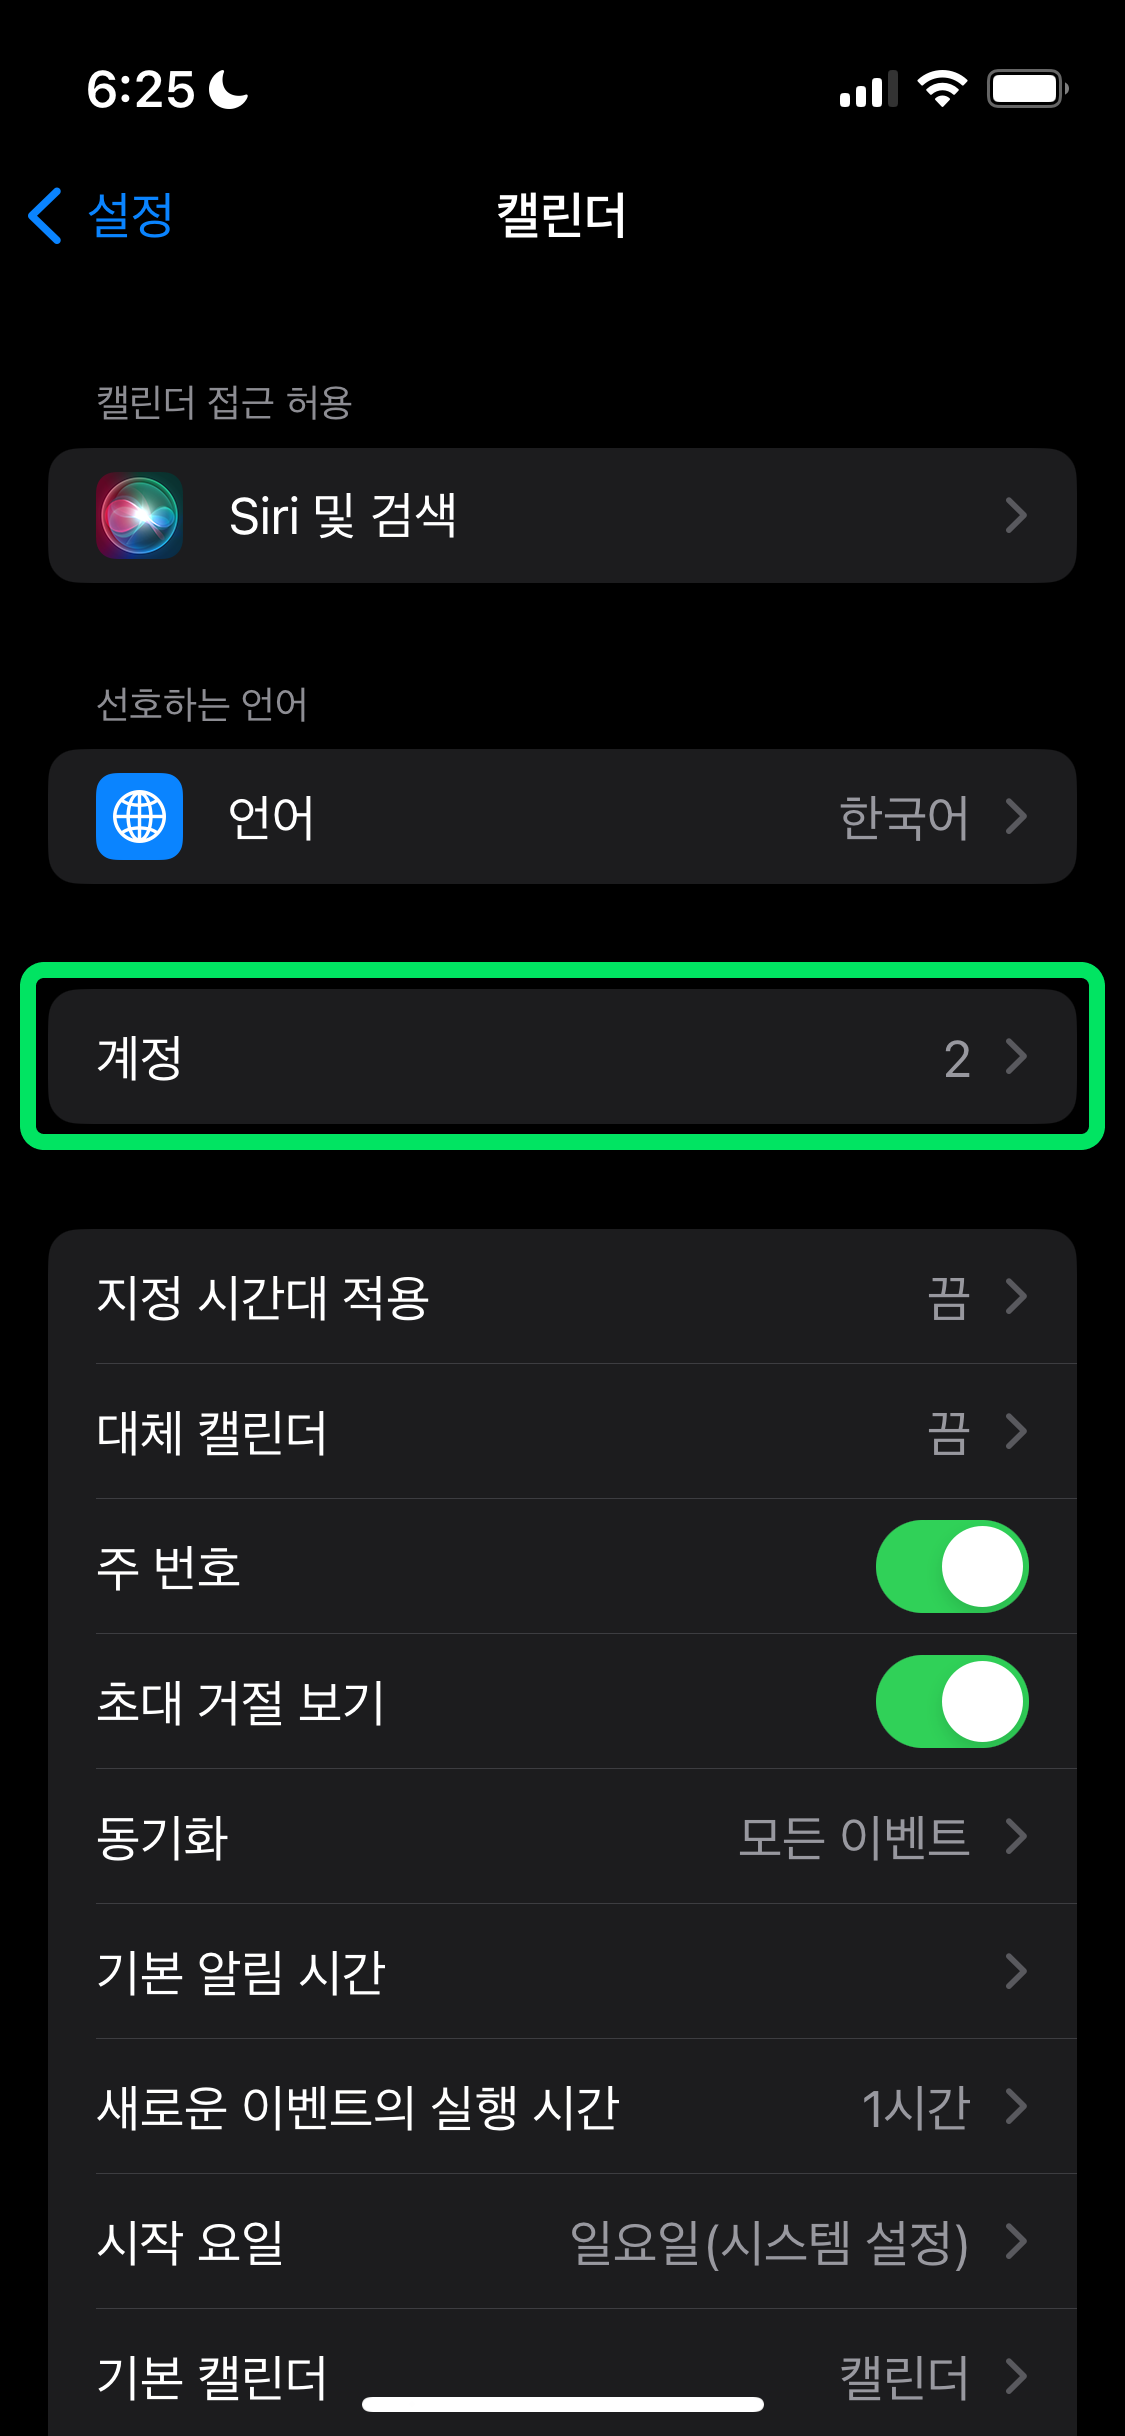 6:25
설정
캘린더
캘린더 접근 허용
Siri 및 검색
선호하는 언어
언어 한국어
계정 2
지정 시간대 적용 끔
대체 캘린더 끔
주 번호
초대 거절 보기
동기화 모든 이벤트
기본 알림 시간
새로운 이벤트의 실행 시간 1시간
시작 요일 일요일(시스템 설정)
기본 캘린더 캘린더